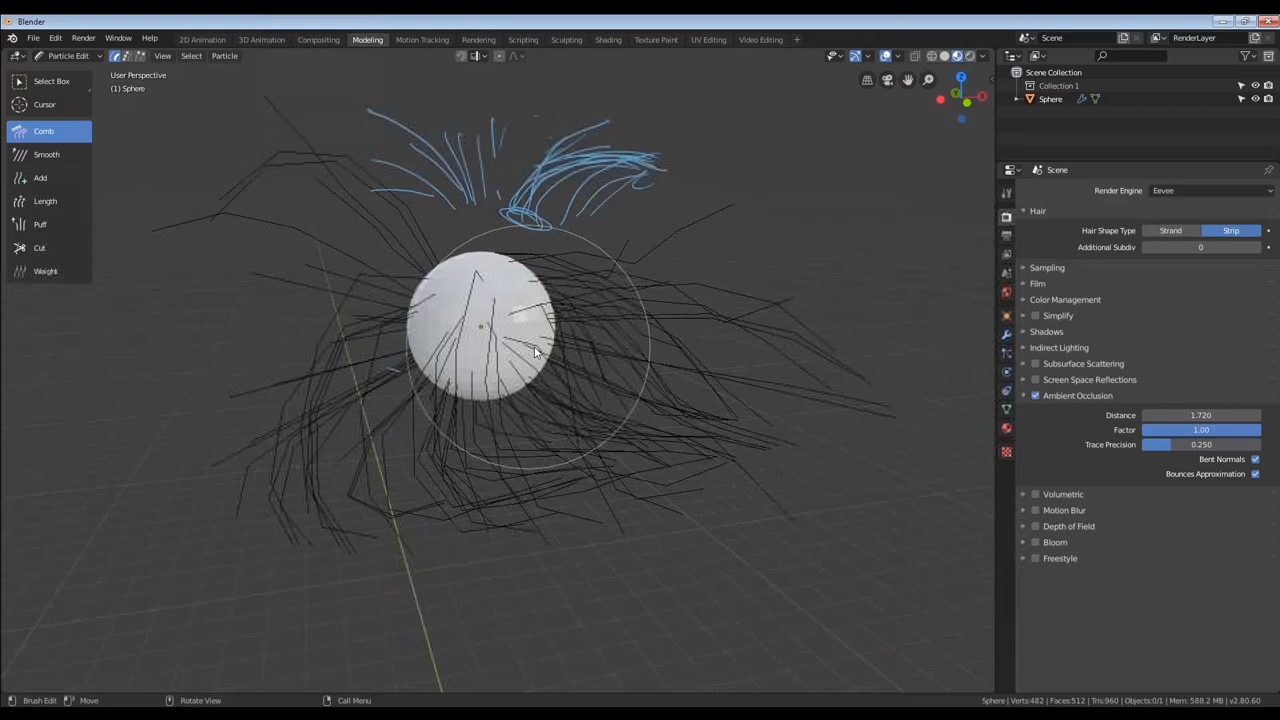 Blender
File Edit Render Window Help
2D Animation 3D Animation Compositing Modeling Motion Tracking Rendering Scripting Sculpting Shading Texture Paint UV Editing Video Editing +
Scene RenderLayer
Particle Edit View Select Particle
User Perspective
(1) Sphere
Select Box
Cursor
Comb
Smooth
Add
Length
Puff
Cut
Weight
Z
X
Y
Scene Collection
Collection 1
Sphere
Scene
Render Engine Eevee
Hair
Hair Shape Type Strand Strip
Additional Subdiv 0
Sampling
Film
Color Management
Simplify
Shadows
Indirect Lighting
Subsurface Scattering
Screen Space Reflections
Ambient Occlusion
Distance 1.720
Factor 1.00
Trace Precision 0.250
Bent Normals
Bounces Approximation
Volumetric
Motion Blur
Depth of Field
Bloom
Freestyle
Brush Edit Move Rotate View Call Menu Sphere | Verts:482 | Faces:512 | Tris:960 | Objects:0/1 | Mem: 588.2 MB | v2.80.60